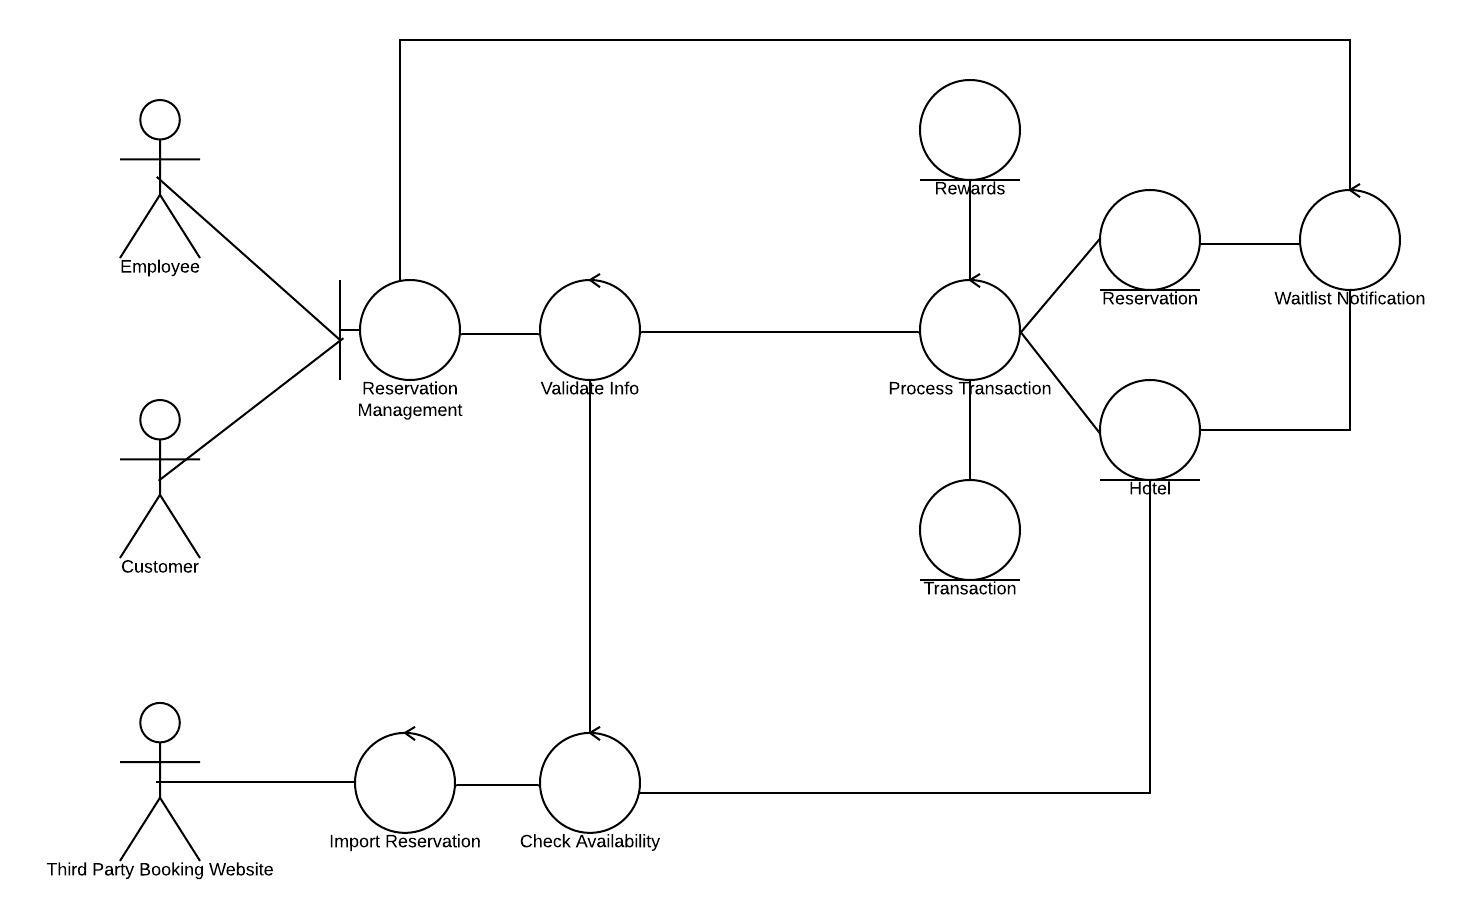 Rewards
Employee
Reservation
Waitlist Notification
Reservation
Management
Validate Info
Process Transaction
Hotel
Customer
Transaction
Import Reservation
Check Availability
Third Party Booking Website